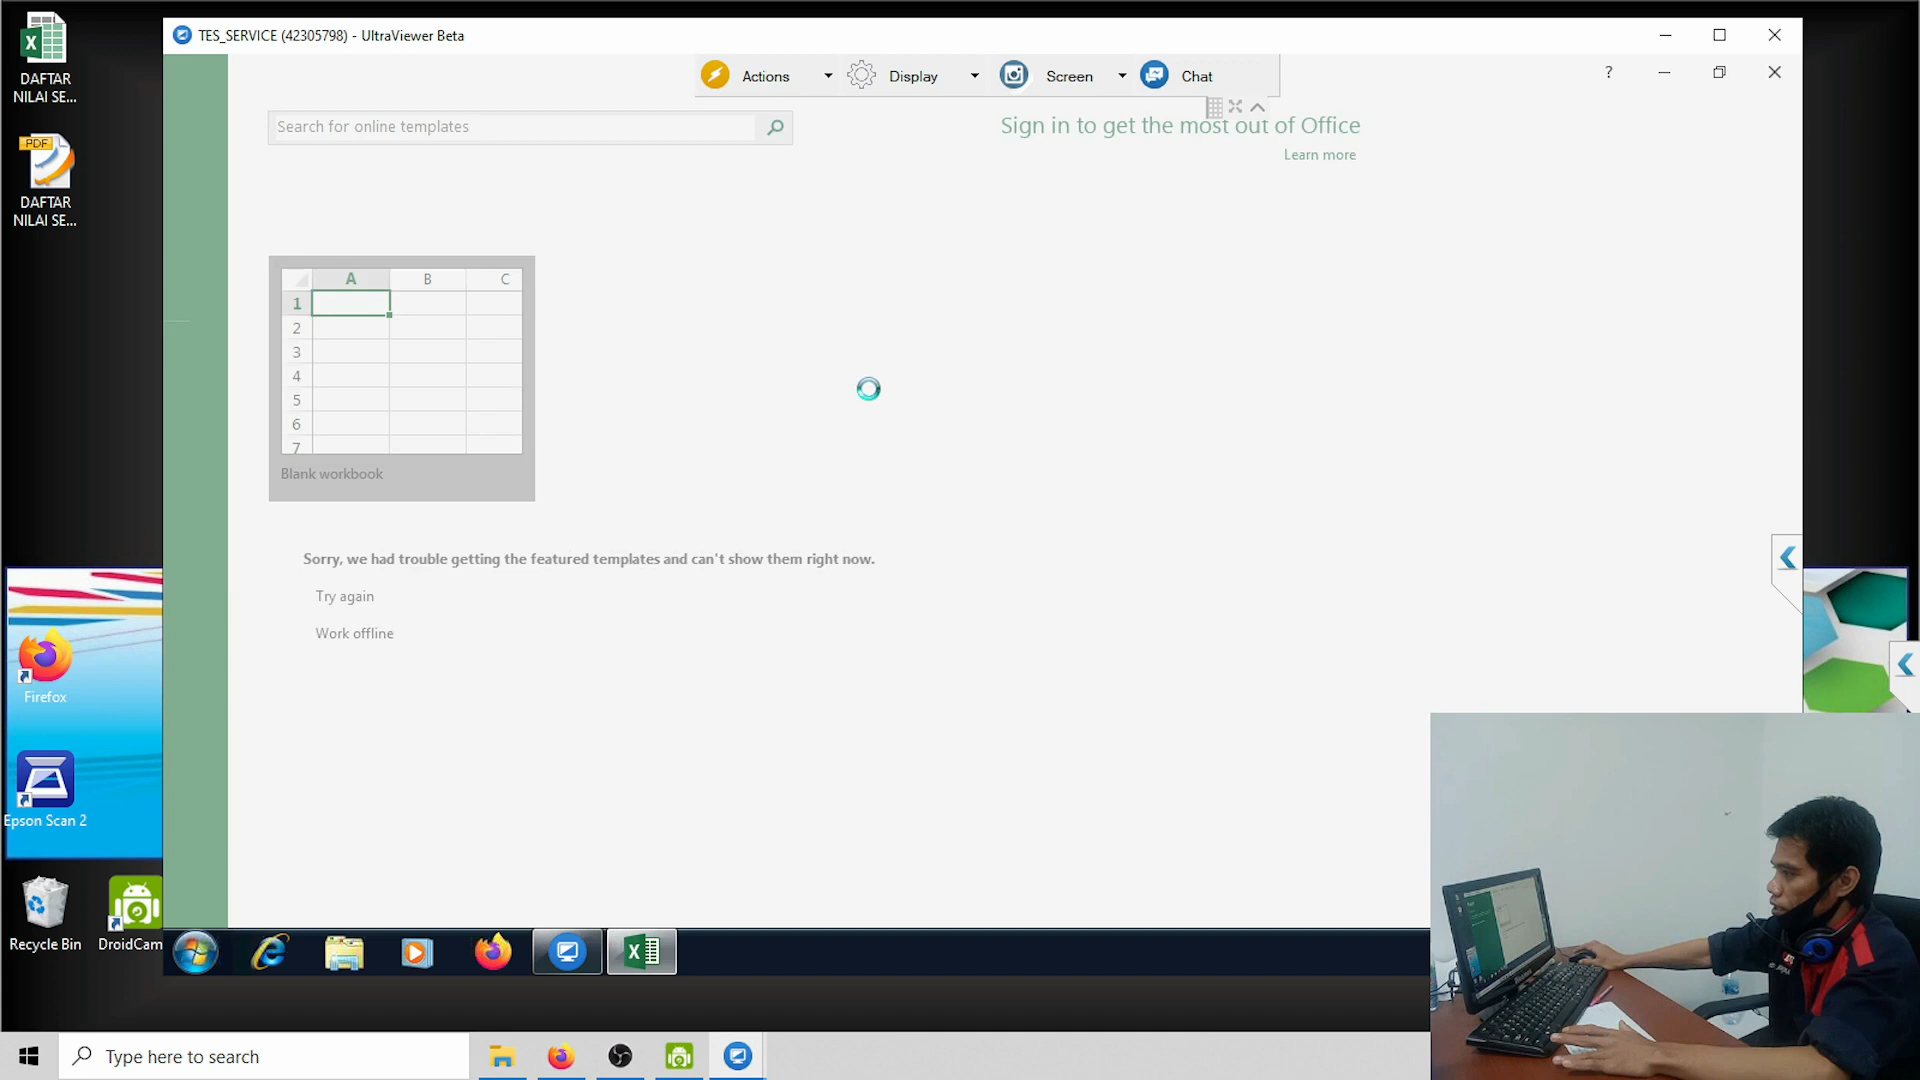 TES_SERVICE (42305798) - UltraViewer Beta
Actions
Display
Screen
Chat
?
Search for online templates
Sign in to get the most out of Office
Learn more
A B C
1
2
3
4
5
6
7
Blank workbook
Sorry, we had trouble getting the featured templates and can't show them right now.
Try again
Work offline
DAFTAR
NILAI SE...
PDF
DAFTAR
NILAI SE...
Firefox
Epson Scan 2
Recycle Bin
DroidCam
Type here to search